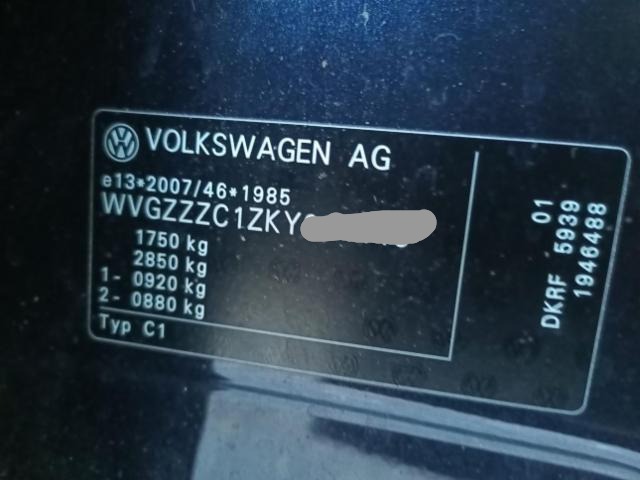 VOLKSWAGEN AG
e13*2007/46*1985
WVGZZZC1ZKY
1750 kg
2850 kg
1- 0920 kg
2- 0880 kg
Typ C1
01
DKRF 5939
1946488